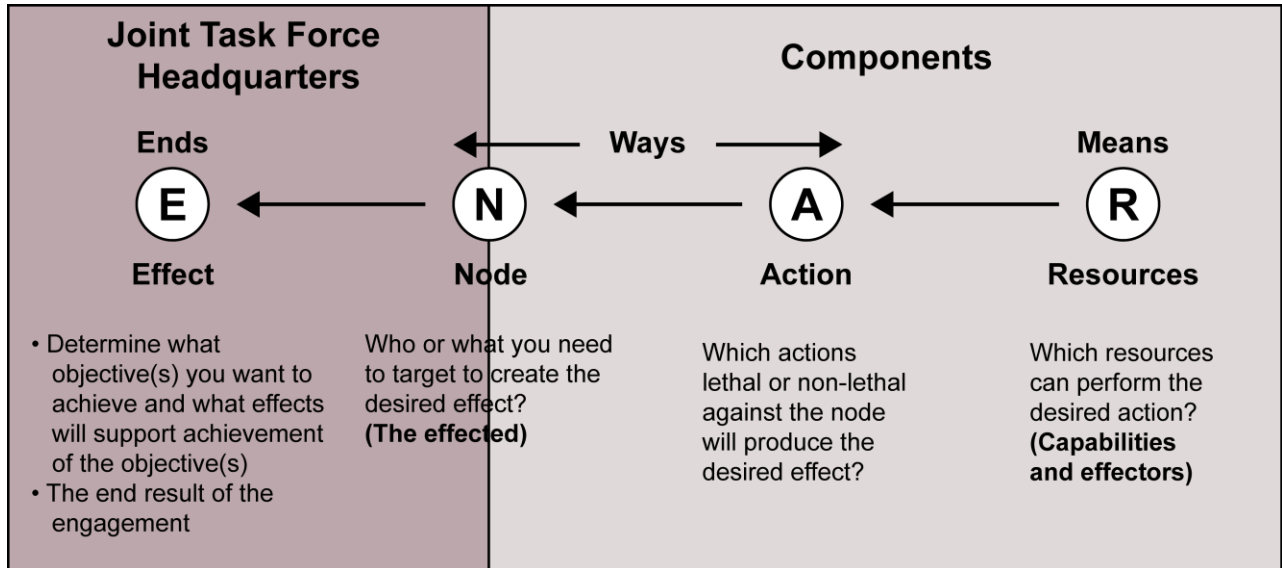 Joint Task Force
Headquarters
Components
Ends
Ways
Means
E
N
A
R
Effect
Node
Action
Resources
• Determine what
objective(s) you want to
achieve and what effects
will support achievement
of the objective(s)
• The end result of the
engagement
Who or what you need
to target to create the
desired effect?
(The effected)
Which actions
lethal or non-lethal
against the node
will produce the
desired effect?
Which resources
can perform the
desired action?
(Capabilities
and effectors)